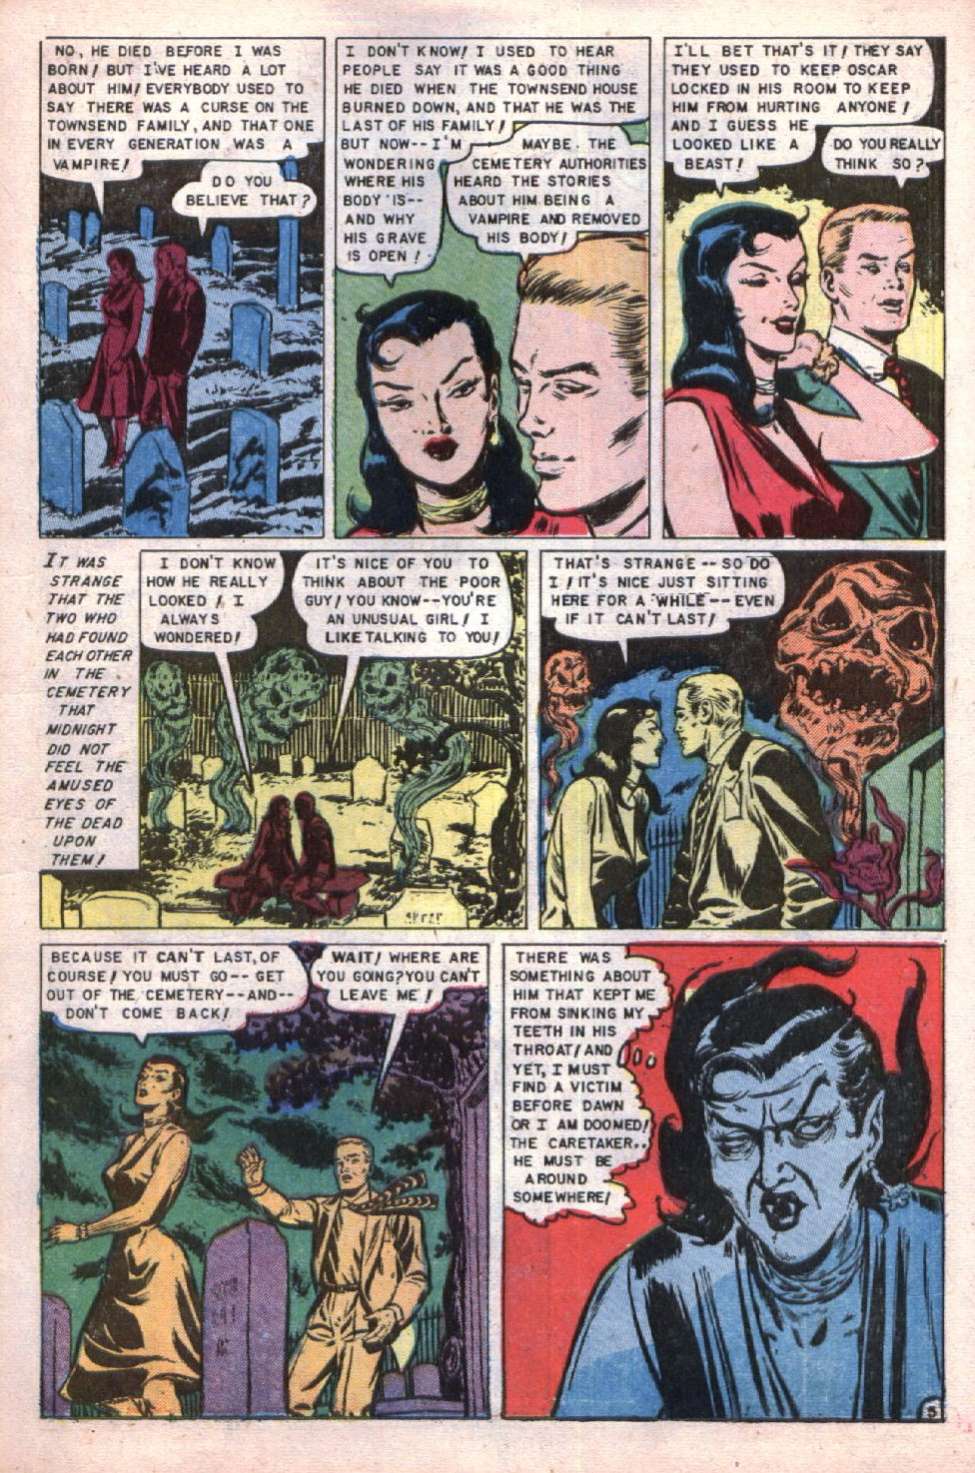 NO, HE DIED BEFORE I WAS
BORN! BUT I'VE HEARD A LOT
ABOUT HIM! EVERYBODY USED TO
SAY THERE WAS A CURSE ON THE
TOWNSEND FAMILY, AND THAT ONE
IN EVERY GENERATION WAS A
VAMPIRE!
DO YOU
BELIEVE THAT?
I DON'T KNOW! I USED TO HEAR
PEOPLE SAY IT WAS A GOOD THING
HE DIED WHEN THE TOWNSEND HOUSE
BURNED DOWN, AND THAT HE WAS THE
LAST OF HIS FAMILY!
BUT NOW--I'M
WONDERING
WHERE HIS
BODY IS--
AND WHY
HIS GRAVE
IS OPEN!
MAYBE THE
CEMETERY AUTHORITIES
HEARD THE STORIES
ABOUT HIM BEING A
VAMPIRE AND REMOVED
HIS BODY!
I'LL BET THAT'S IT! THEY SAY
THEY USED TO KEEP OSCAR
LOCKED IN HIS ROOM TO KEEP
HIM FROM HURTING ANYONE!
AND I GUESS HE
LOOKED LIKE A
BEAST!
DO YOU REALLY
THINK SO?
IT WAS
STRANGE
THAT THE
TWO WHO
HAD FOUND
EACH OTHER
IN THE
CEMETERY
THAT
MIDNIGHT
DID NOT
FEEL THE
AMUSED
EYES OF
THE DEAD
UPON
THEM!
I DON'T KNOW
HOW HE REALLY
LOOKED! I
ALWAYS
WONDERED!
IT'S NICE OF YOU TO
THINK ABOUT THE POOR
GUY! YOU KNOW--YOU'RE
AN UNUSUAL GIRL! I
LIKE TALKING TO YOU!
THAT'S STRANGE -- SO DO
I! IT'S NICE JUST SITTING
HERE FOR A WHILE--EVEN
IF IT CAN'T LAST!
BECAUSE IT CAN'T LAST, OF
COURSE! YOU MUST GO-- GET
OUT OF THE CEMETERY--AND--
DON'T COME BACK!
WAIT! WHERE ARE
YOU GOING? YOU CAN'T
LEAVE ME!
THERE WAS
SOMETHING ABOUT
HIM THAT KEPT ME
FROM SINKING MY
TEETH IN HIS
THROAT! AND
YET, I MUST
FIND A VICTIM
BEFORE DAWN
OR I AM DOOMED!
THE CARETAKER..
HE MUST BE
AROUND
SOMEWHERE!